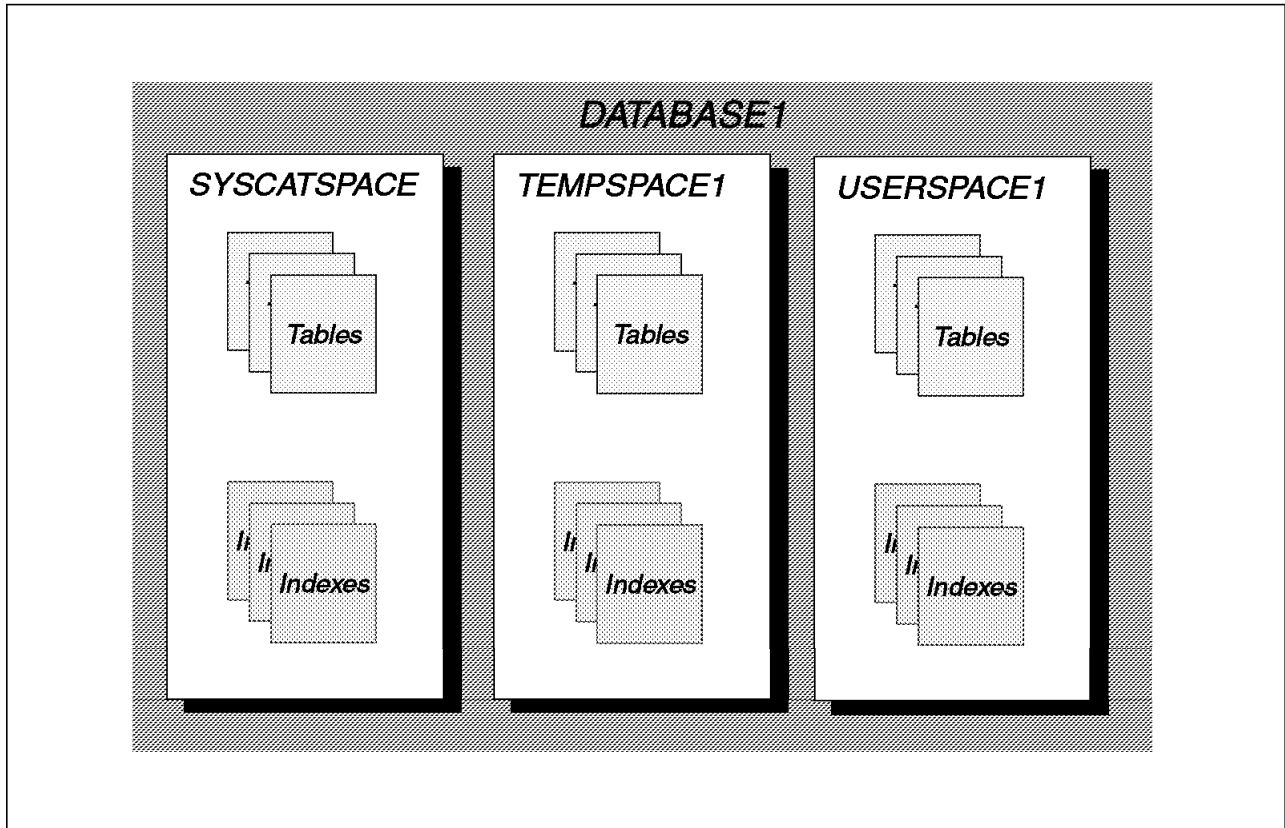 DATABASE1
SYSCATSPACE
TEMPSPACE1
USERSPACE1
Tables
Tables
Tables
Indexes
Indexes
Indexes